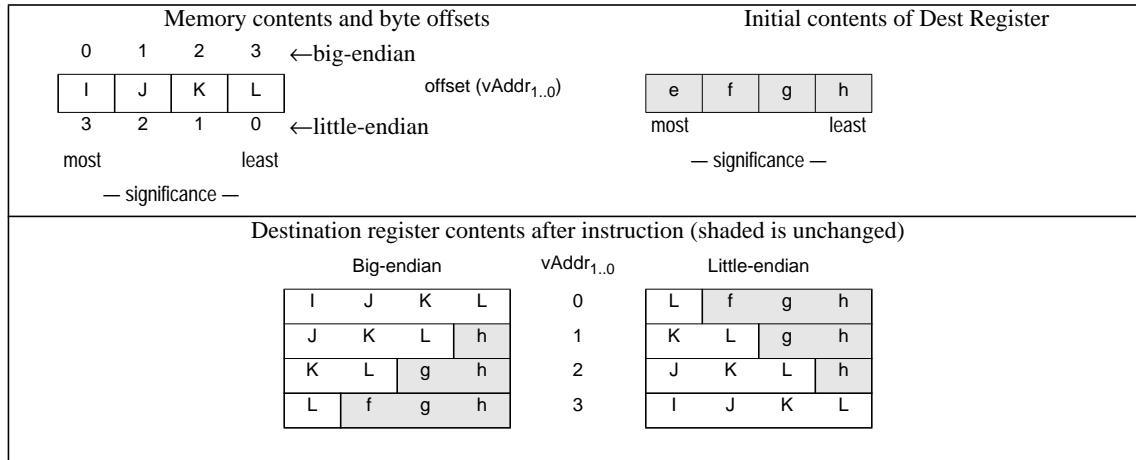 Memory contents and byte offsets
Initial contents of Dest Register
0 1 2 3 ←big-endian
I J K L offset (vAddr1..0) e f g h
3 2 1 0 ←little-endian most least
most least — significance —
— significance —
Destination register contents after instruction (shaded is unchanged)
Big-endian vAddr1..0 Little-endian
I J K L 0 L f g h
J K L h 1 K L g h
K L g h 2 J K L h
L f g h 3 I J K L